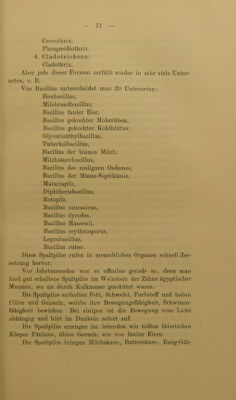 — 11 —
Crenothrix.
Phragmidiothrix.
4. Cladotricheen:
Cladothrix.
Aber jede dieser Formen zerfällt wieder in sehr viele Unter-
arten, z. B.
Von Bacillus unterscheidet man 20 Unterarten:
Heubacillus,
Milzbrandbacillus,
Bacillus fauler Eier,
Bacillus gekochter Mohrrüben,
Bacillus gekochter Kohlblätter,
Glycerinäthylbacillus,
Tuberkelbacillus,
Bacillus der blauen Milch,
Milchsäurebacillus,
Bacillus des malignen Oedemes,
Bacillus der Mäuse-Septikämie,
Malariapilz,
Diphtheriebacillus,
Rotzpilz,
Bacillus caucasicus,
Bacillus dyrodes,
Bacillus Hansenii,
Bacillus erythrosporus,
Leprabacillus,
Bacillus ruber.
Diese Spaltpilze rufen in menschlichen Organen schnell Zer-
setzung hervor.
Vor Jahrtausenden war es offenbar gerade so, denn man
fand gut erhaltene Spaltpilze im Weinstein der Zähne ägyptischer
Mumien, wo sie durch Kalkmasse geschützt waren.
Die Spaltpilze enthalten Fett, Schwefel, Farbstoff und haben
Cilien und Geisseln, welche ihre Bewegungsfähigkeit, Schwimm-
fähigkeit bewirken. Bei einigen ist die Bewegung vom Licht
abhängig und hört im Dunkeln sofort auf.
Die Spaltpilze erzeugen im lebenden wie todten thierischen
Körper Fäulniss, üblen Geruch, wie von faulen Eiern.
Die Spaltpilze bringen Milchsäure-, Buttersäure-, Essig-Gäh-